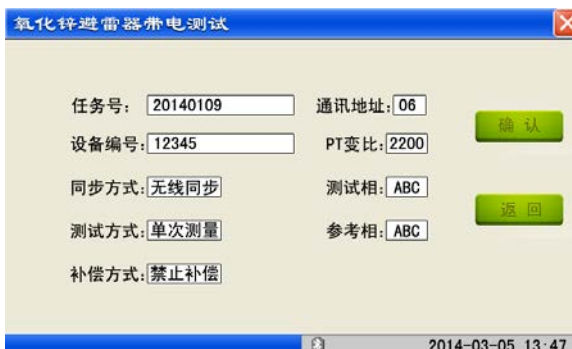 氧化锌避雷器带电测试
任务号: 20140109 通讯地址: 06
确 认
设备编号: 12345 PT变比: 2200
同步方式: 无线同步 测试相: ABC
返 回
测试方式: 单次测量 参考相: ABC
补偿方式: 禁止补偿
2014-03-05 13:47